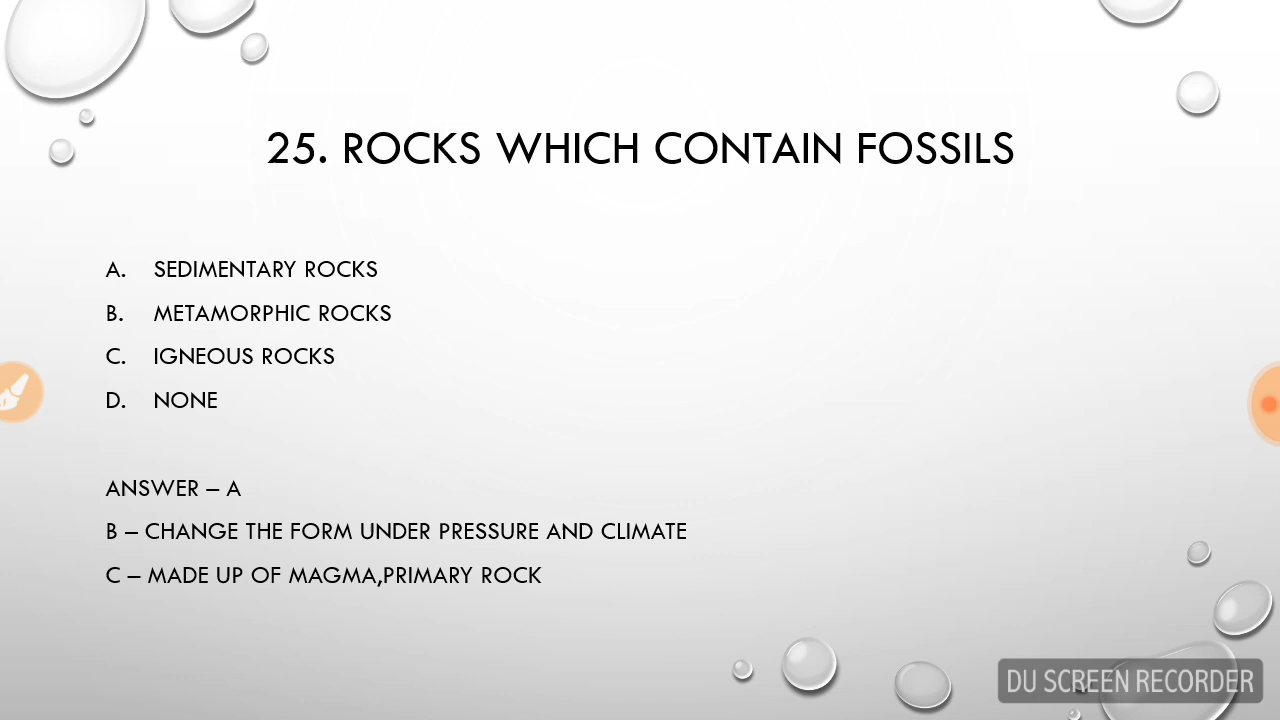 25. ROCKS WHICH CONTAIN FOSSILS
A. SEDIMENTARY ROCKS
B. METAMORPHIC ROCKS
C. IGNEOUS ROCKS
D. NONE
ANSWER – A
B – CHANGE THE FORM UNDER PRESSURE AND CLIMATE
C – MADE UP OF MAGMA,PRIMARY ROCK
DU SCREEN RECORDER